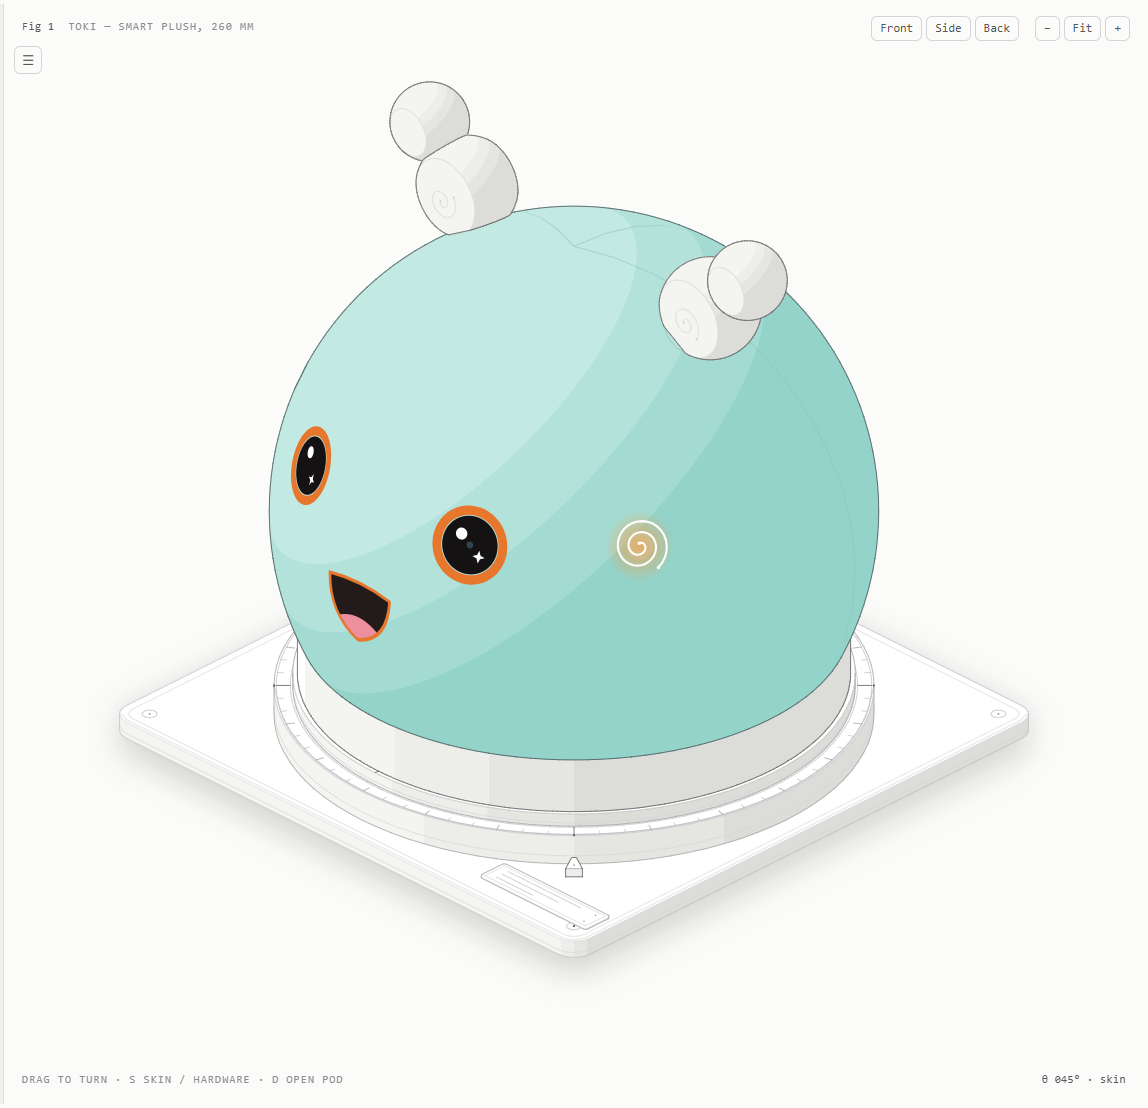 Fig 1 TOKI — SMART PLUSH, 260 MM
Front Side Back − Fit +
DRAG TO TURN · S SKIN / HARDWARE · D OPEN POD
θ 045° · skin